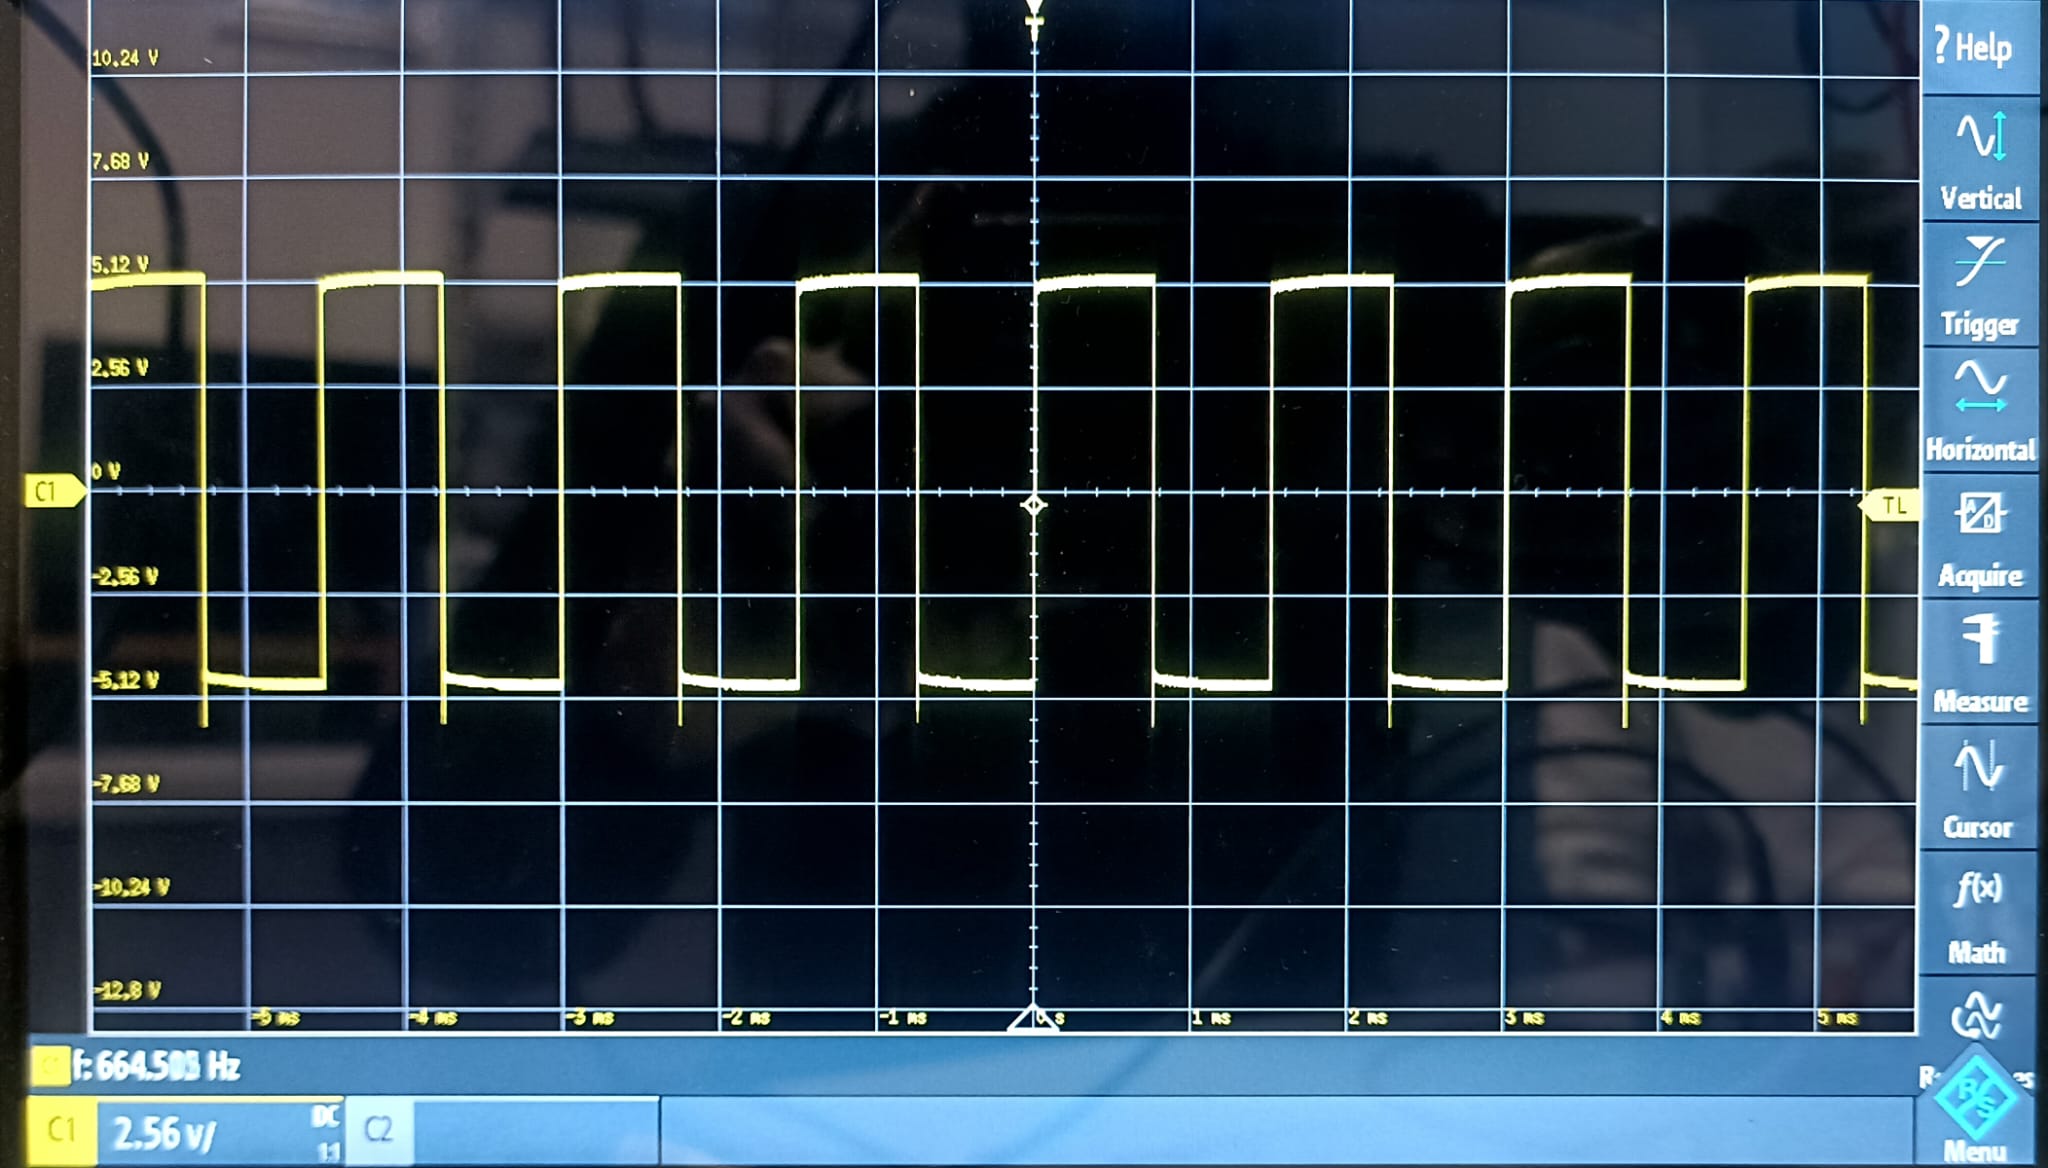 10.24 V
7.68 V
5.12 V
2.56 V
0 V
-2.56 V
-5.12 V
-7.68 V
-10.24 V
-12.8 V
C1
TL
-5 ms
-4 ms
-3 ms
-2 ms
-1 ms
0 s
1 ms
2 ms
3 ms
4 ms
5 ms
? Help
Vertical
Trigger
Horizontal
A/D
Acquire
Measure
Cursor
f(x)
Math
R/S
Menu
Hz
C1
2.56 V/
DC
1:1
C2